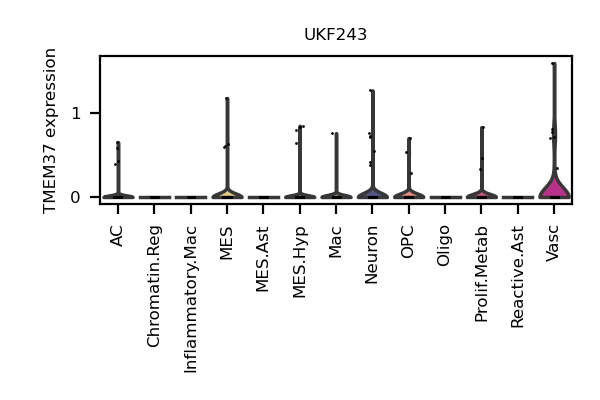 UKF243
TMEM37 expression
1
0
AC
Chromatin.Reg
Inflammatory.Mac
MES
MES.Ast
MES.Hyp
Mac
Neuron
OPC
Oligo
Prolif.Metab
Reactive.Ast
Vasc